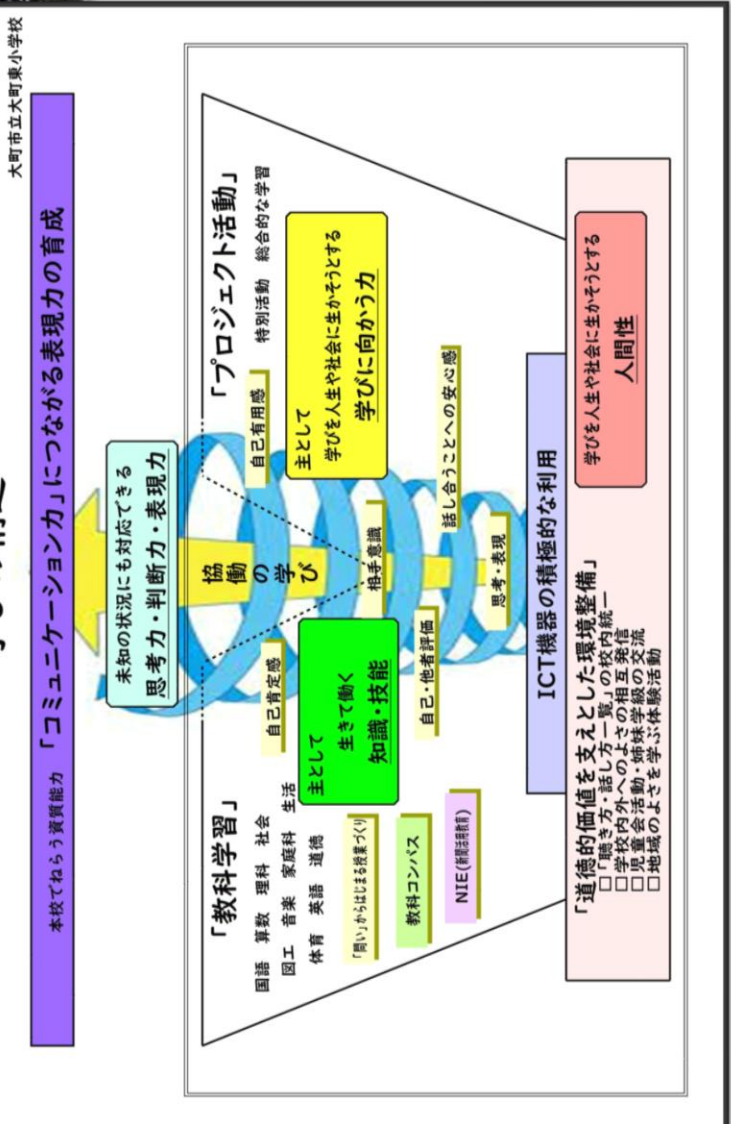 大町市立大町東小学校
本校でねらう資質能力 「コミュニケーション力」につながる表現力の育成
未知の状況にも対応できる
思考力・判断力・表現力
「教科学習」
国語 算数 理科 社会
図工 音楽 家庭科 生活
体育 英語 道徳
「問い」からはじまる授業づくり
教科コンパス
NIE(新聞活用教育)
自己肯定感
主として
生きて働く
知識・技能
自己・他者評価
協働の学び
相手意識
思考・表現
「プロジェクト活動」
特別活動 総合的な学習
自己有用感
主として
学びを人生や社会に生かそうとする
学びに向かう力
話し合うことへの安心感
ICT機器の積極的な利用
「道徳的価値を支えとした環境整備」
□「聴き方・話し方一覧」の校内統一
□学校内外へのよさの相互発信
□児童会活動・姉妹学級の交流
□地域のよさを学ぶ体験活動
学びを人生や社会に生かそうとする
人間性